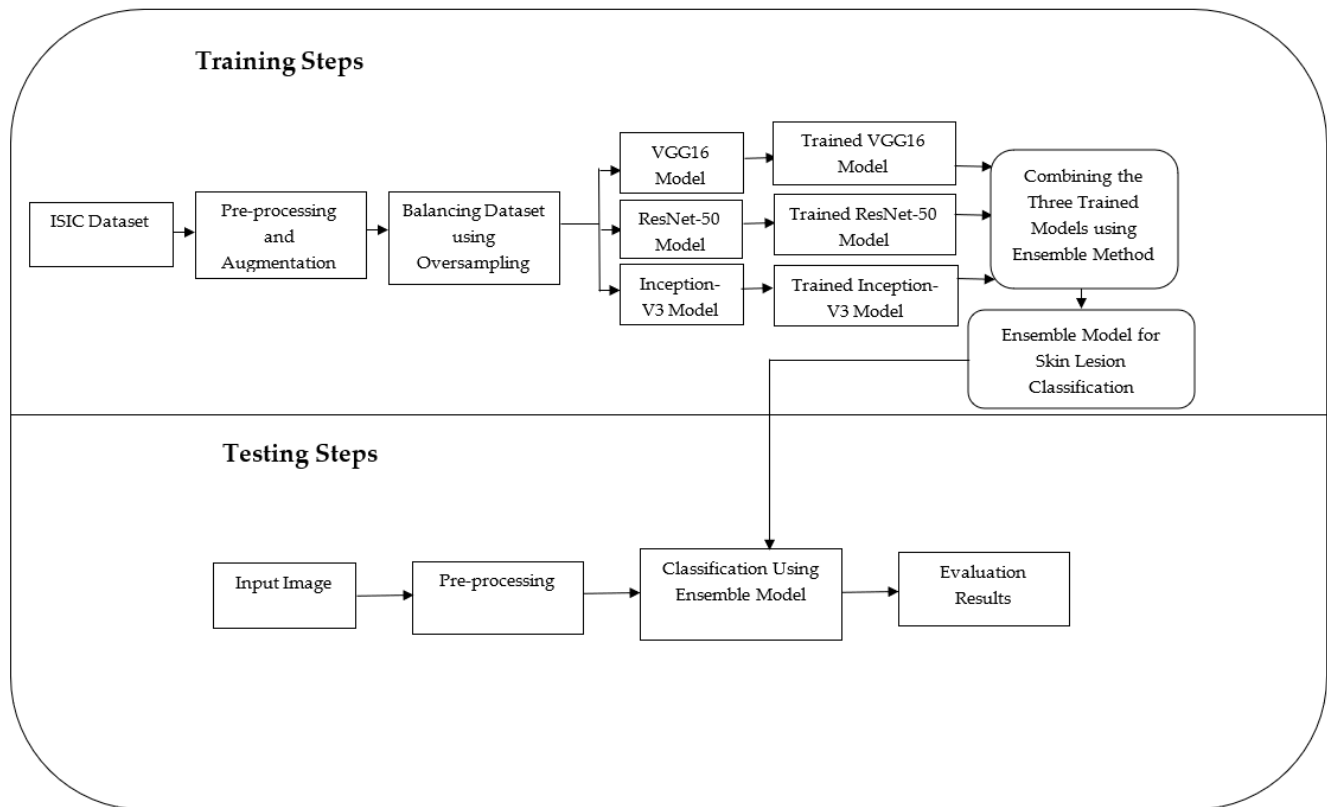 Training Steps
ISIC Dataset
Pre-processing
and
Augmentation
Balancing Dataset
using
Oversampling
VGG16
Model
ResNet-50
Model
Inception-
V3 Model
Trained VGG16
Model
Trained ResNet-50
Model
Trained Inception-
V3 Model
Combining the
Three Trained
Models using
Ensemble Method
Ensemble Model for
Skin Lesion
Classification
Testing Steps
Input Image
Pre-processing
Classification Using
Ensemble Model
Evaluation
Results